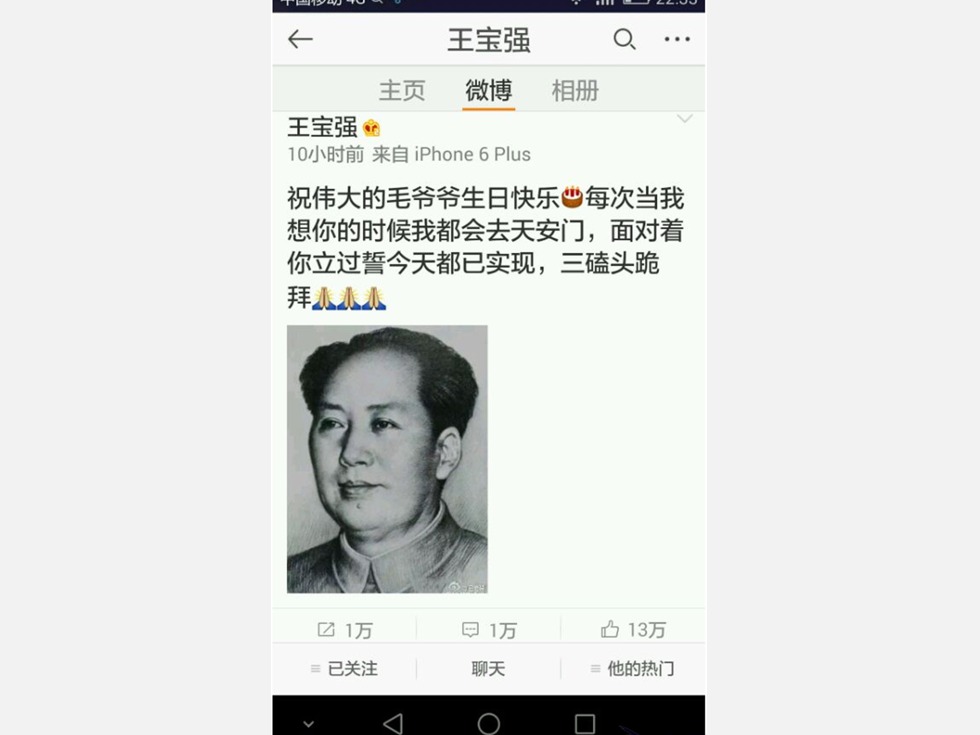 中国移动 4G 22:55
王宝强
主页 微博 相册
王宝强
10小时前 来自 iPhone 6 Plus
祝伟大的毛爷爷生日快乐🎂每次当我
想你的时候我都会去天安门，面对着
你立过誓今天都已实现，三磕头跪
拜🙏🙏🙏
1万 1万 13万
已关注 聊天 他的热门